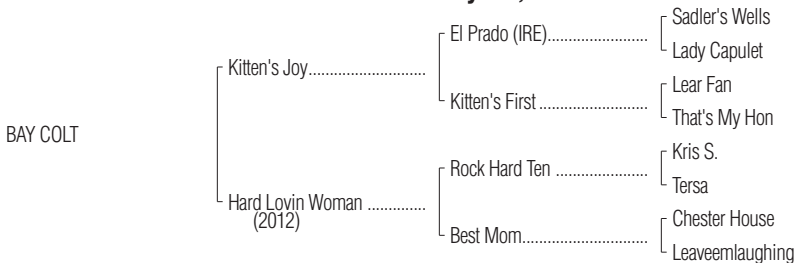 Sadler's Wells
El Prado (IRE)
Lady Capulet
Kitten's Joy
Lear Fan
Kitten's First
That's My Hon
BAY COLT
Kris S.
Rock Hard Ten
Tersa
Hard Lovin Woman
(2012)
Chester House
Best Mom
Leaveemlaughing